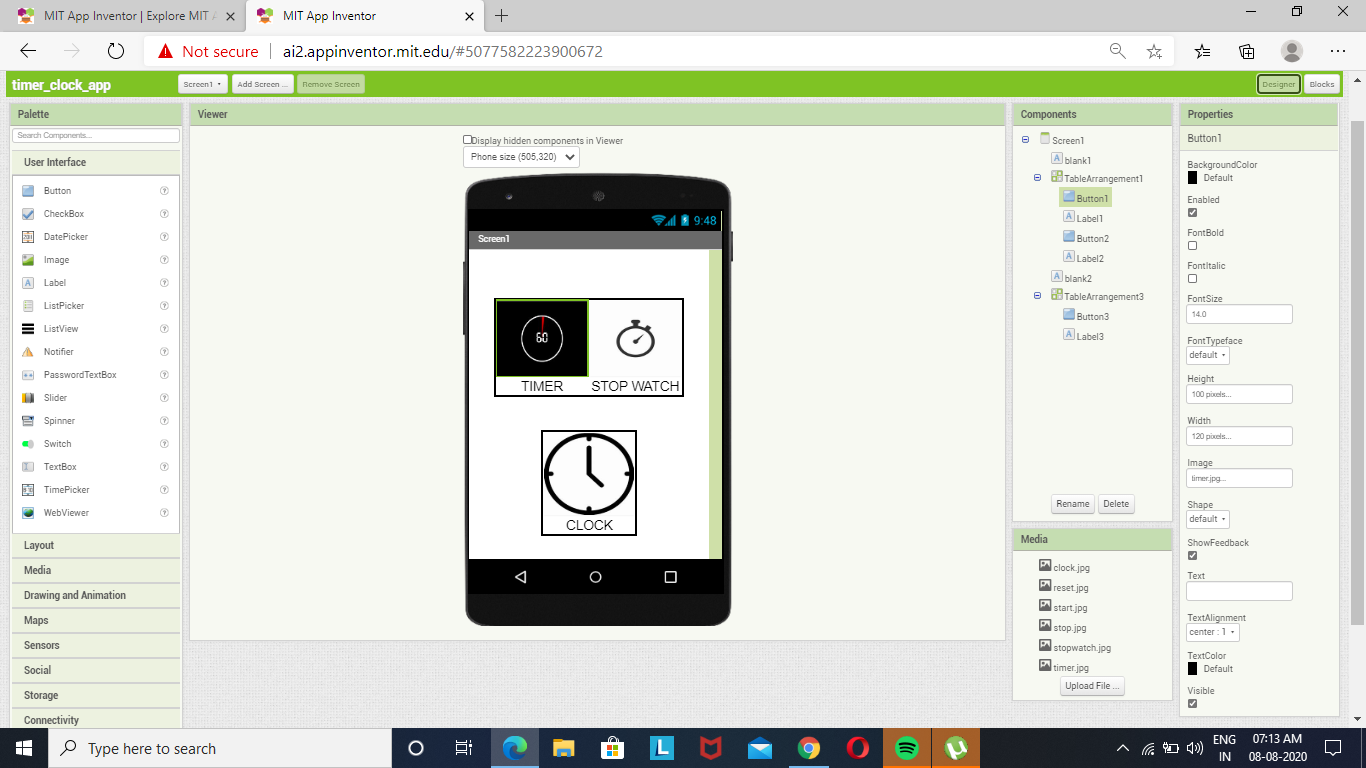 MIT App Inventor | Explore MIT A
MIT App Inventor
Not secure
ai2.appinventor.mit.edu/#5077582223900672
timer_clock_app
Screen1
Add Screen ...
Remove Screen
Designer
Blocks
Palette
Search Components...
User Interface
Button
CheckBox
DatePicker
Image
Label
ListPicker
ListView
Notifier
PasswordTextBox
Slider
Spinner
Switch
TextBox
TimePicker
WebViewer
Layout
Media
Drawing and Animation
Maps
Sensors
Social
Storage
Connectivity
Viewer
Display hidden components in Viewer
Phone size (505,320)
9:48
Screen1
60
TIMER
STOP WATCH
CLOCK
Components
Screen1
blank1
TableArrangement1
Button1
Label1
Button2
Label2
blank2
TableArrangement3
Button3
Label3
Rename
Delete
Media
clock.jpg
reset.jpg
start.jpg
stop.jpg
stopwatch.jpg
timer.jpg
Upload File ...
Properties
Button1
BackgroundColor
Default
Enabled
FontBold
FontItalic
FontSize
14.0
FontTypeface
default
Height
100 pixels...
Width
120 pixels...
Image
timer.jpg...
Shape
default
ShowFeedback
Text
TextAlignment
center : 1
TextColor
Default
Visible
Type here to search
ENG
IN
07:13 AM
08-08-2020